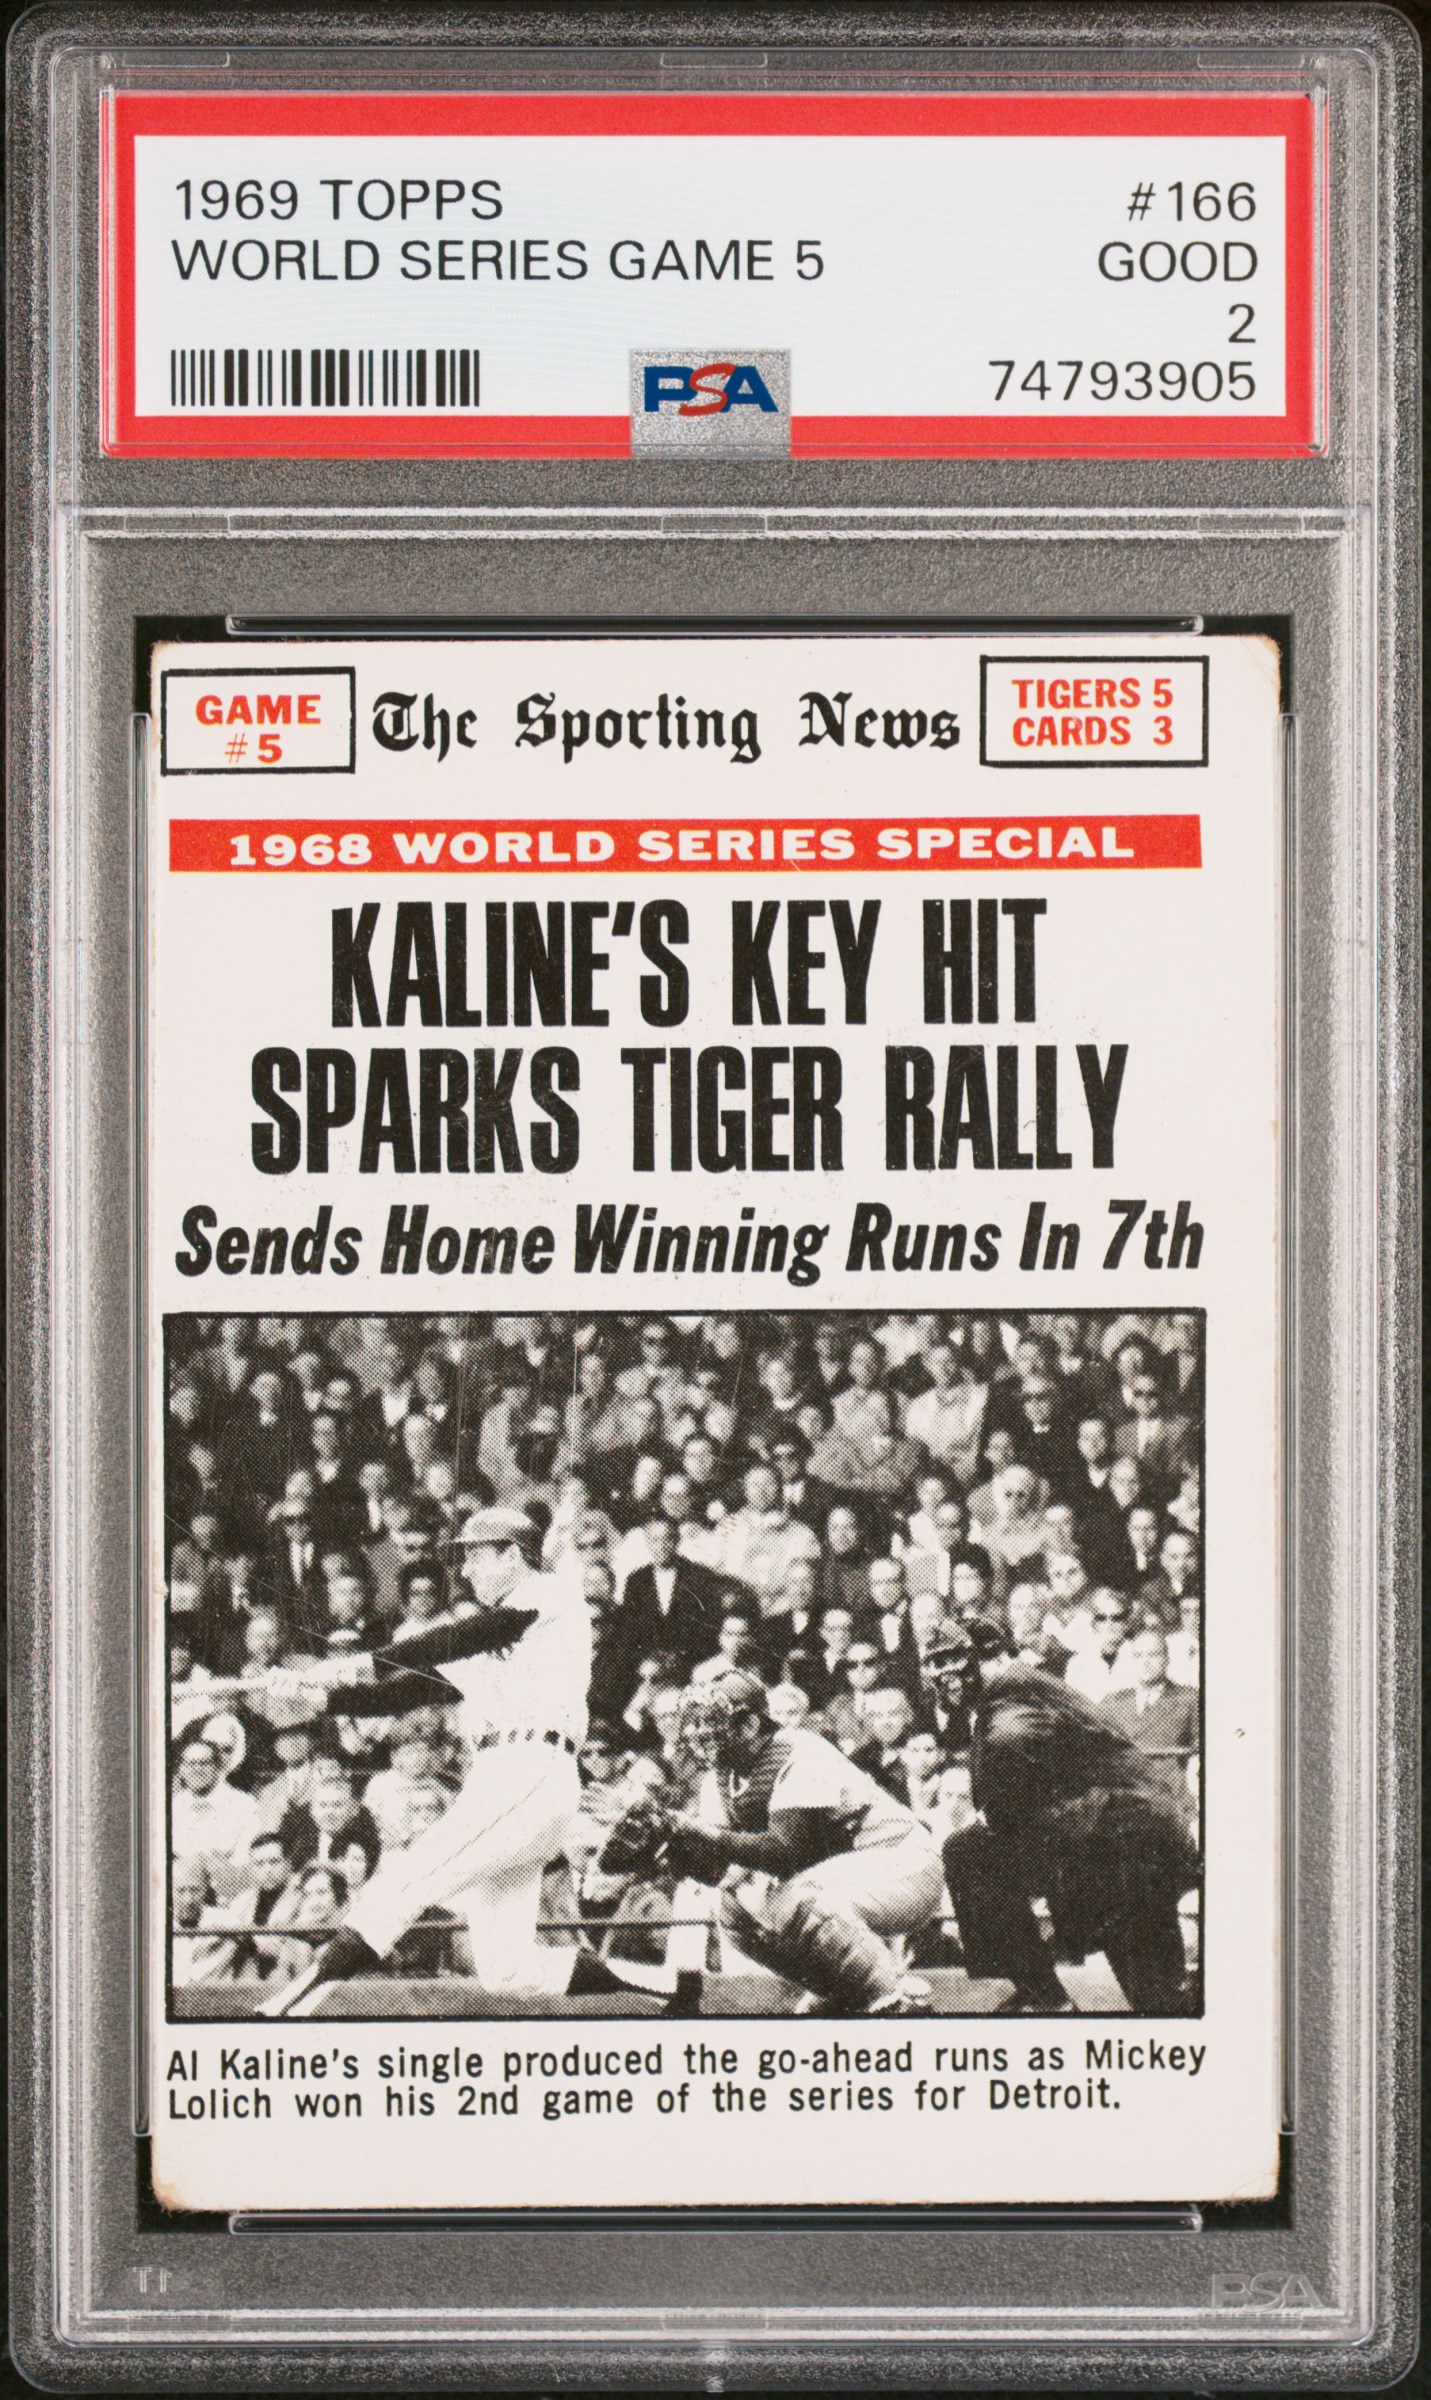 1969 TOPPS #166
WORLD SERIES GAME 5 GOOD
2
PSA 74793905
GAME
#5
The Sporting News
TIGERS 5
CARDS 3
1968 WORLD SERIES SPECIAL
KALINE'S KEY HIT
SPARKS TIGER RALLY
Sends Home Winning Runs In 7th
Al Kaline's single produced the go-ahead runs as Mickey
Lolich won his 2nd game of the series for Detroit.
PSA